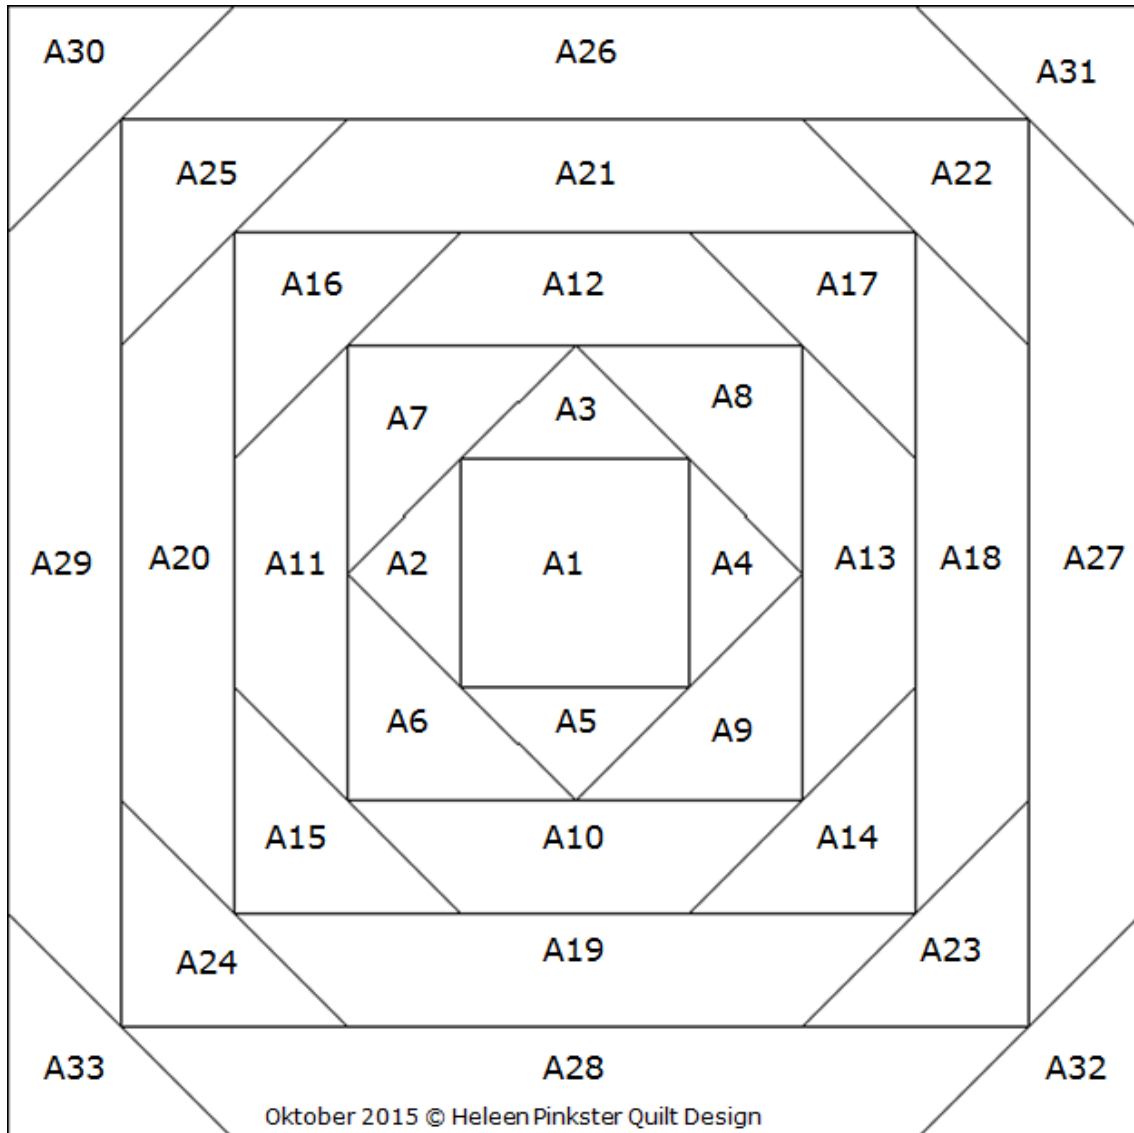 A30 A26 A31
A25 A21 A22
A16 A12 A17
A7 A3 A8
A29 A20 A11 A2 A1 A4 A13 A18 A27
A6 A5 A9
A15 A10 A14
A24 A19 A23
A33 A28 A32
Oktober 2015 © Heleen Pinkster Quilt Design